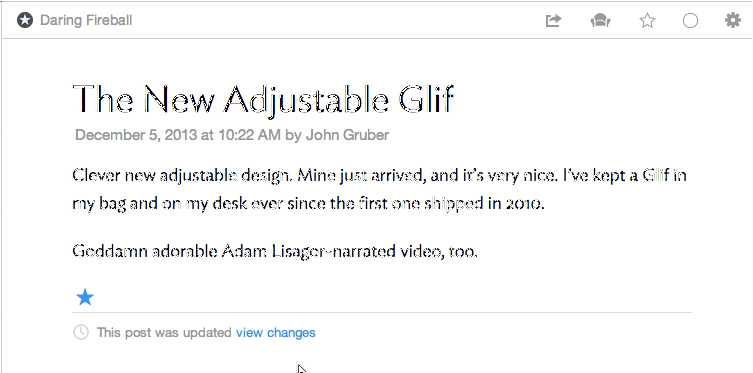 Daring Fireball
The New Adjustable Glif
December 5, 2013 at 10:22 AM by John Gruber
Clever new adjustable design. Mine just arrived, and it's very nice. I've kept a Glif in
my bag and on my desk ever since the first one shipped in 2010.
Goddamn adorable Adam Lisagor-narrated video, too.
This post was updated view changes